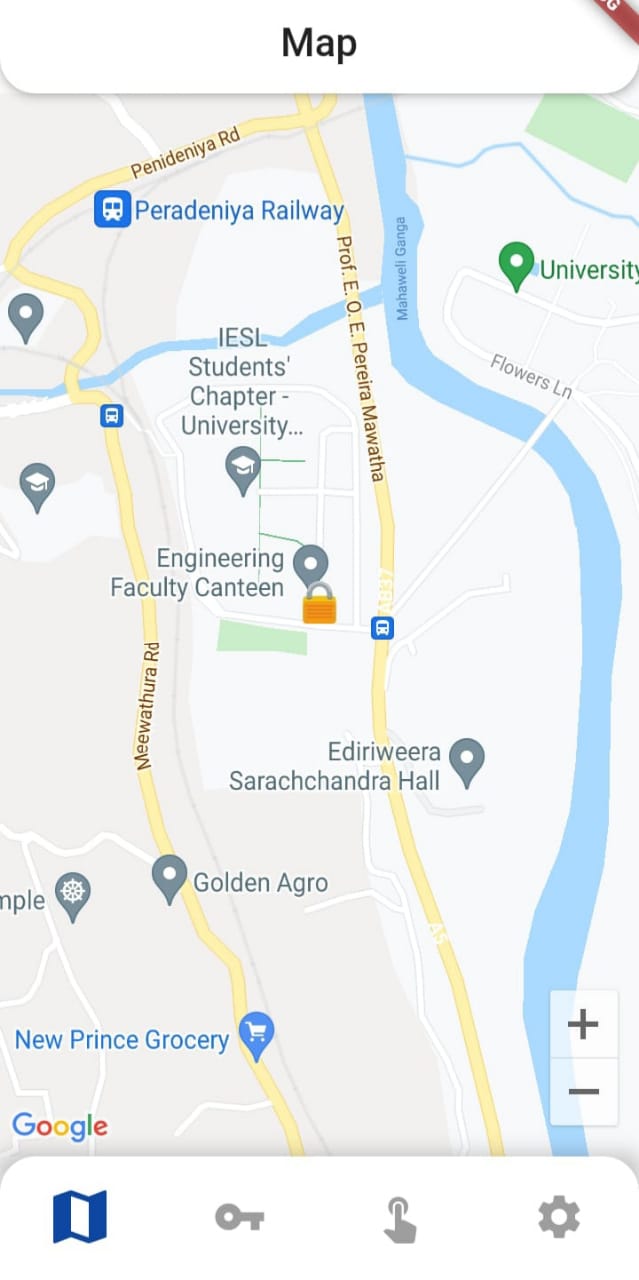 Map
Penideniya Rd
Peradeniya Railway
Mahaweli Ganga
University
Prof. E. O. E. Pereira Mawatha
IESL
Students'
Chapter -
University...
Flowers Ln
Engineering
Faculty Canteen
AB37
Meewathura Rd
Ediriweera
Sarachchandra Hall
Golden Agro
mple
A5
New Prince Grocery
+
−
Google